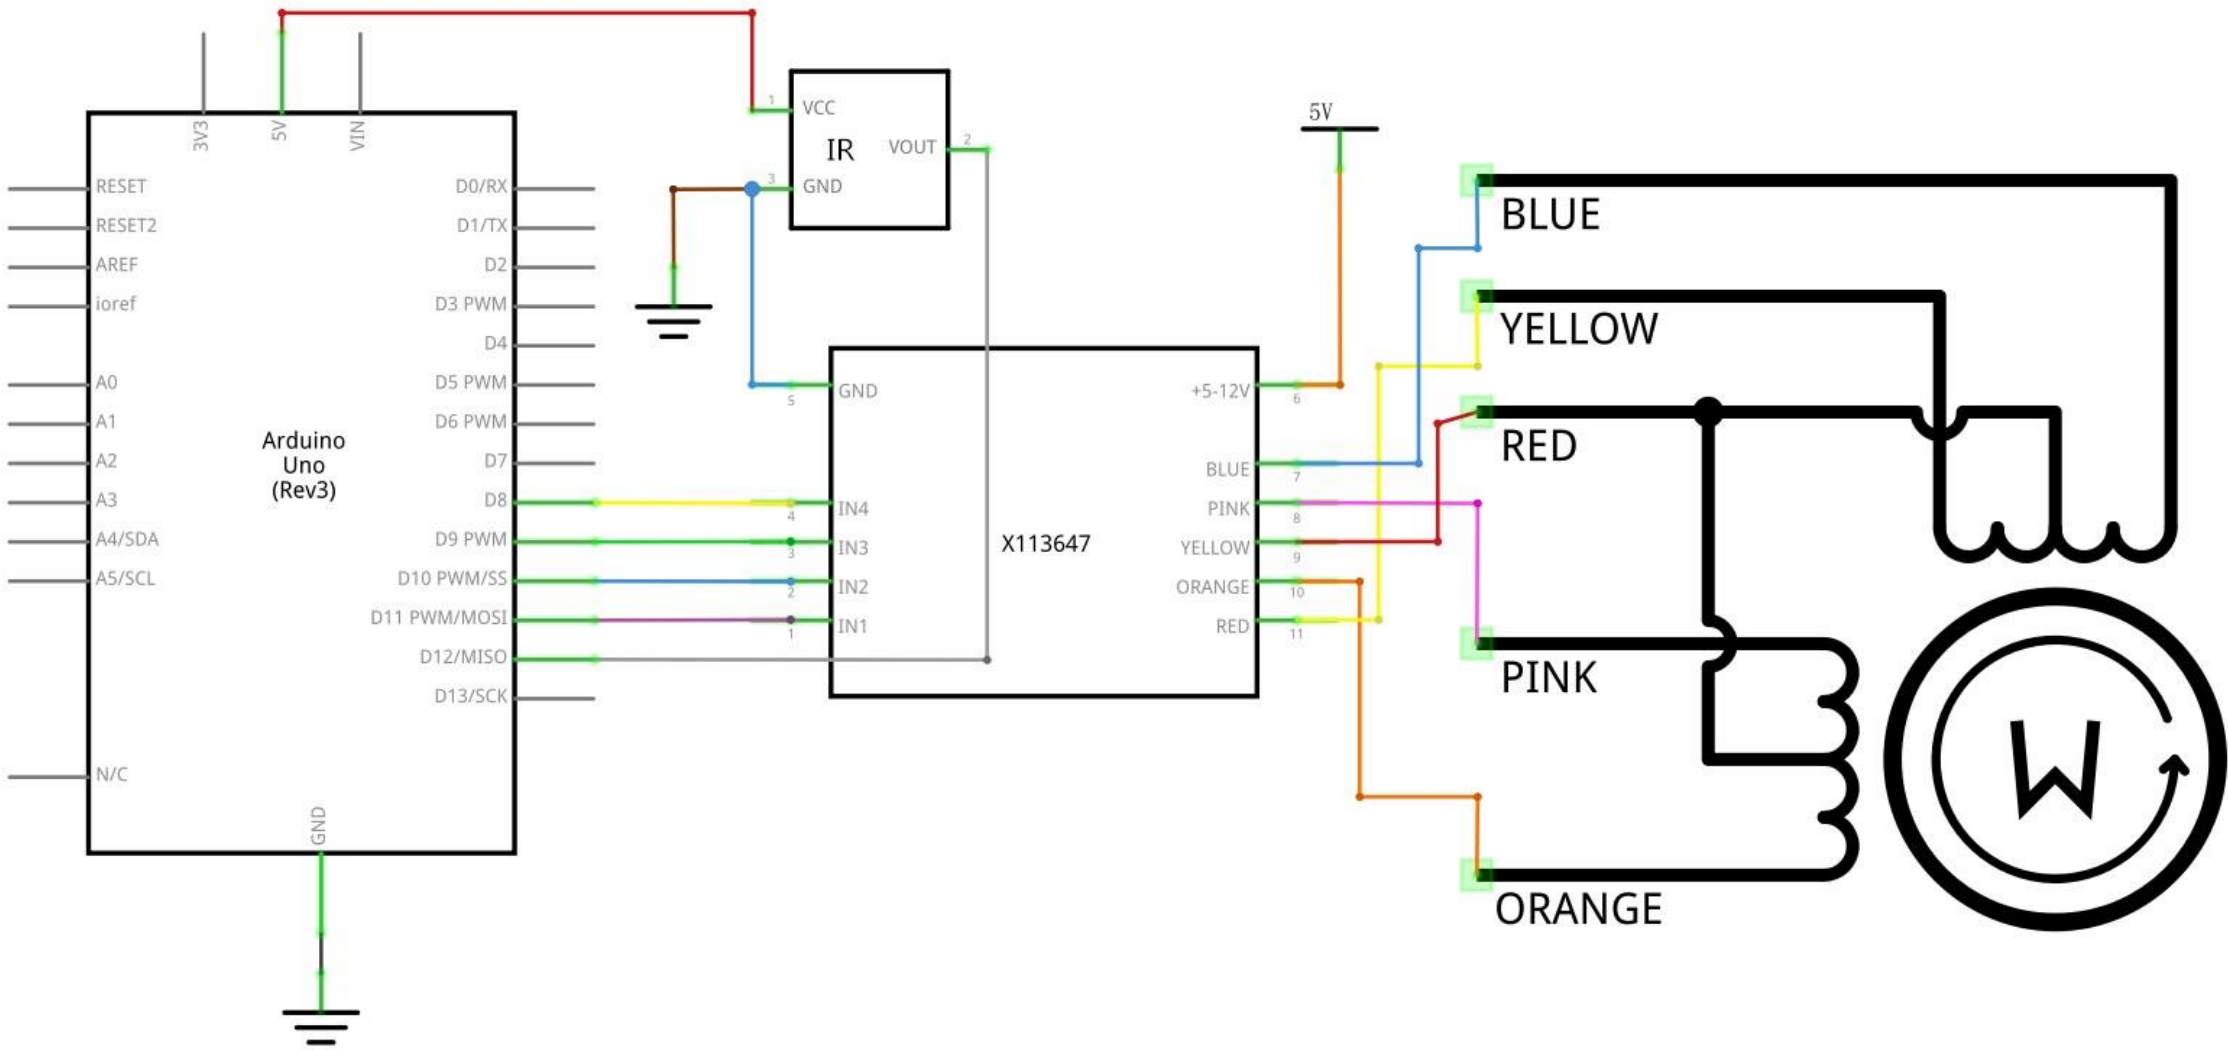 3V3
5V
VIN
RESET
RESET2
AREF
ioref
A0
A1
A2
A3
A4/SDA
A5/SCL
N/C
Arduino
Uno
(Rev3)
D0/RX
D1/TX
D2
D3 PWM
D4
D5 PWM
D6 PWM
D7
D8
D9 PWM
D10 PWM/SS
D11 PWM/MOSI
D12/MISO
D13/SCK
GND
1
VCC
IR
VOUT
2
3
GND
GND
5
IN4
4
IN3
3
IN2
2
IN1
1
X113647
+5-12V
6
BLUE
7
PINK
8
YELLOW
9
ORANGE
10
RED
11
5V
BLUE
YELLOW
RED
PINK
ORANGE
M